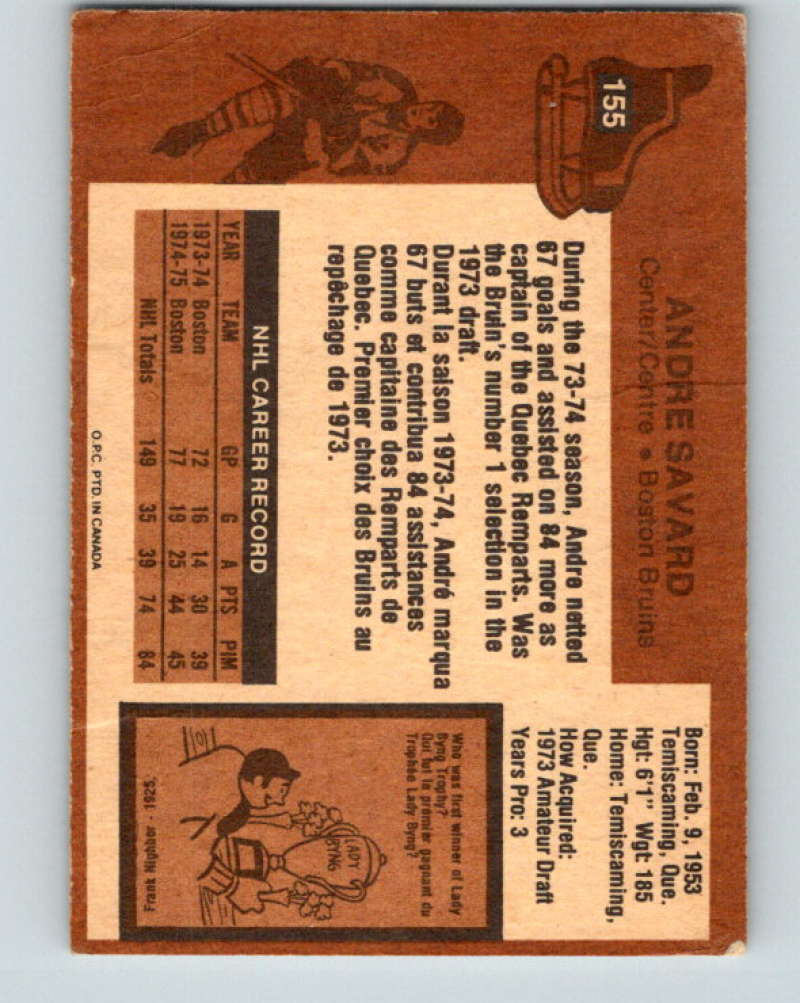 155
ANDRE SAVARD
Center/Centre • Boston Bruins
Born: Feb. 9, 1953
Temiscaming, Que.
Hgt: 6'1" Wgt: 185
Home: Temiscaming,
Que.
How Acquired:
1973 Amateur Draft
Years Pro: 3
During the 73-74 season, Andre netted
67 goals and assisted on 84 more as
captain of the Quebec Remparts. Was
the Bruin's number 1 selection in the
1973 draft.
Durant la saison 1973-74, André marqua
67 buts et contribua 84 assistances
comme capitaine des Remparts de
Quebec. Premier choix des Bruins au
repêchage de 1973.
NHL CAREER RECORD
YEAR TEAM GP G A PTS PIM
1973-74 Boston 72 16 14 30 39
1974-75 Boston 77 19 25 44 45
NHL Totals 149 35 39 74 84
O.P.C. PTD. IN CANADA
Who was first winner of Lady
Byng Trophy?
Qui fut le premier gagnant du
Trophée Lady Byng?
LADY
BYNG
Frank Nighbor - 1925.